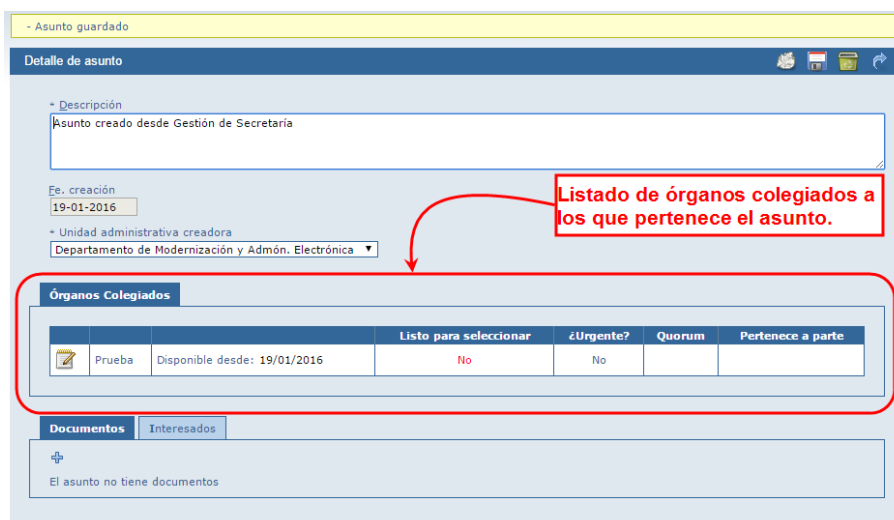 - Asunto guardado
Detalle de asunto
* Descripción
Asunto creado desde Gestión de Secretaría
Fe. creación
19-01-2016
Listado de órganos colegiados a
los que pertenece el asunto.
* Unidad administrativa creadora
Departamento de Modernización y Admón. Electrónica
Órganos Colegiados
Listo para seleccionar ¿Urgente? Quorum Pertenece a parte
Prueba Disponible desde: 19/01/2016 No No
Documentos Interesados
El asunto no tiene documentos